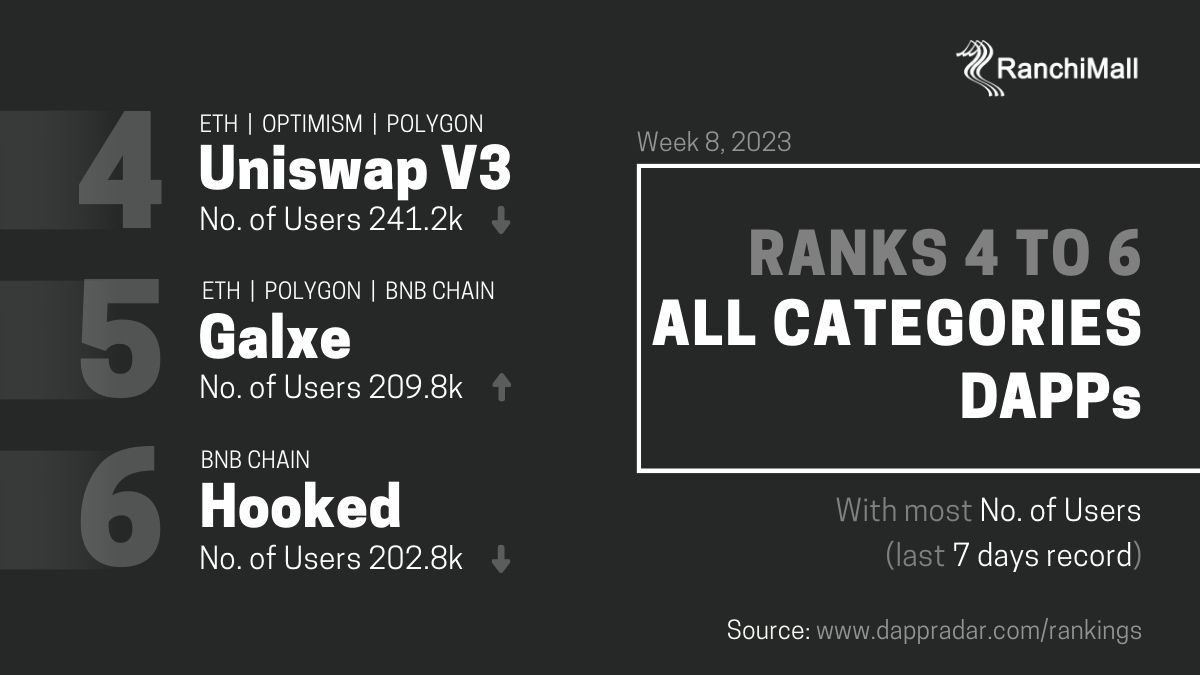 RanchiMall
4
ETH | OPTIMISM | POLYGON
Uniswap V3
No. of Users 241.2k
5
ETH | POLYGON | BNB CHAIN
Galxe
No. of Users 209.8k
6
BNB CHAIN
Hooked
No. of Users 202.8k
Week 8, 2023
RANKS 4 TO 6
ALL CATEGORIES
DAPPs
With most No. of Users
(last 7 days record)
Source: www.dappradar.com/rankings